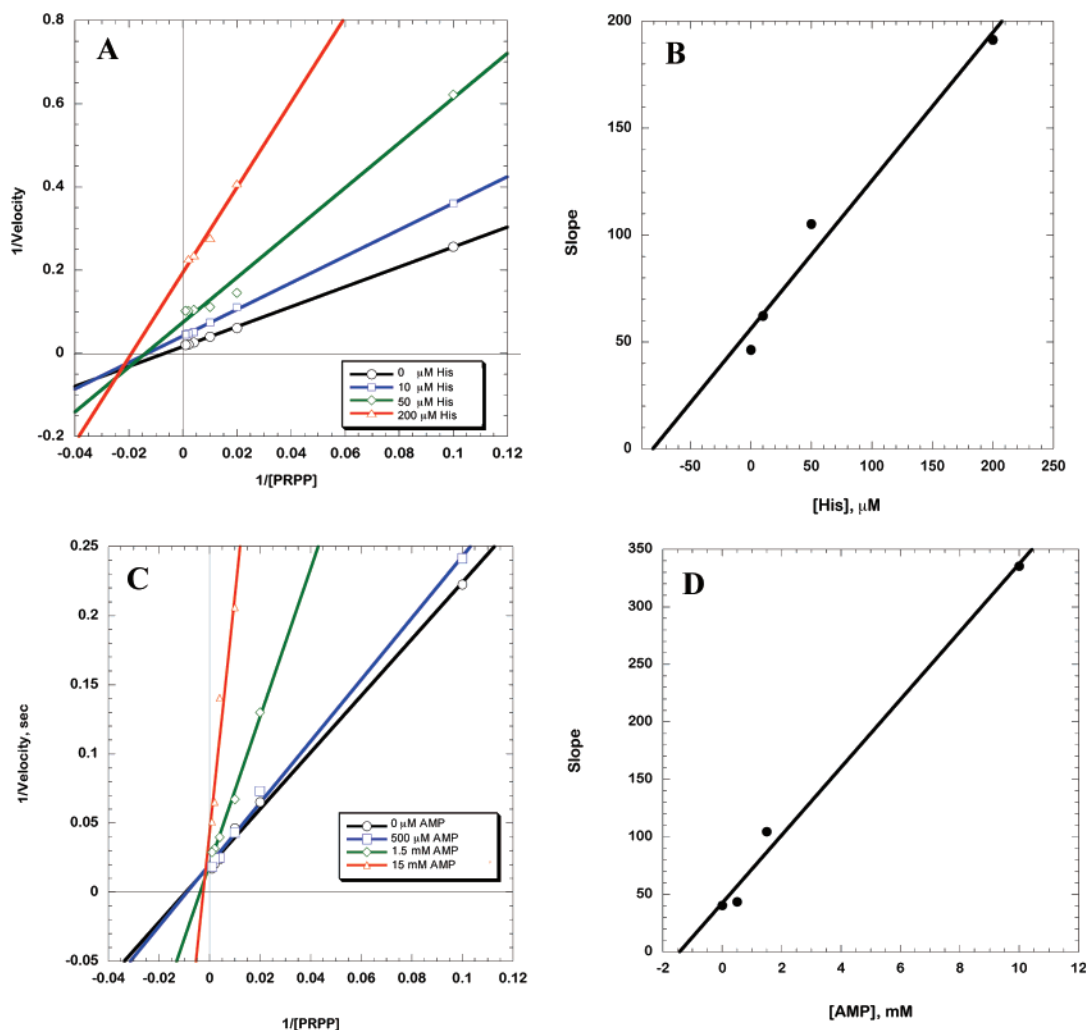 A
1/Velocity
0.8
0.6
0.4
0.2
0
-0.2
-0.04 -0.02 0 0.02 0.04 0.06 0.08 0.1 0.12
1/[PRPP]
0 μM His
10 μM His
50 μM His
200 μM His
B
Slope
200
150
100
50
0
-50 0 50 100 150 200 250
[His], μM
C
1/Velocity, sec
0.25
0.2
0.15
0.1
0.05
0
-0.05
-0.04 -0.02 0 0.02 0.04 0.06 0.08 0.1 0.12
1/[PRPP]
0 μM AMP
500 μM AMP
1.5 mM AMP
15 mM AMP
D
Slope
350
300
250
200
150
100
50
0
-2 0 2 4 6 8 10 12
[AMP], mM